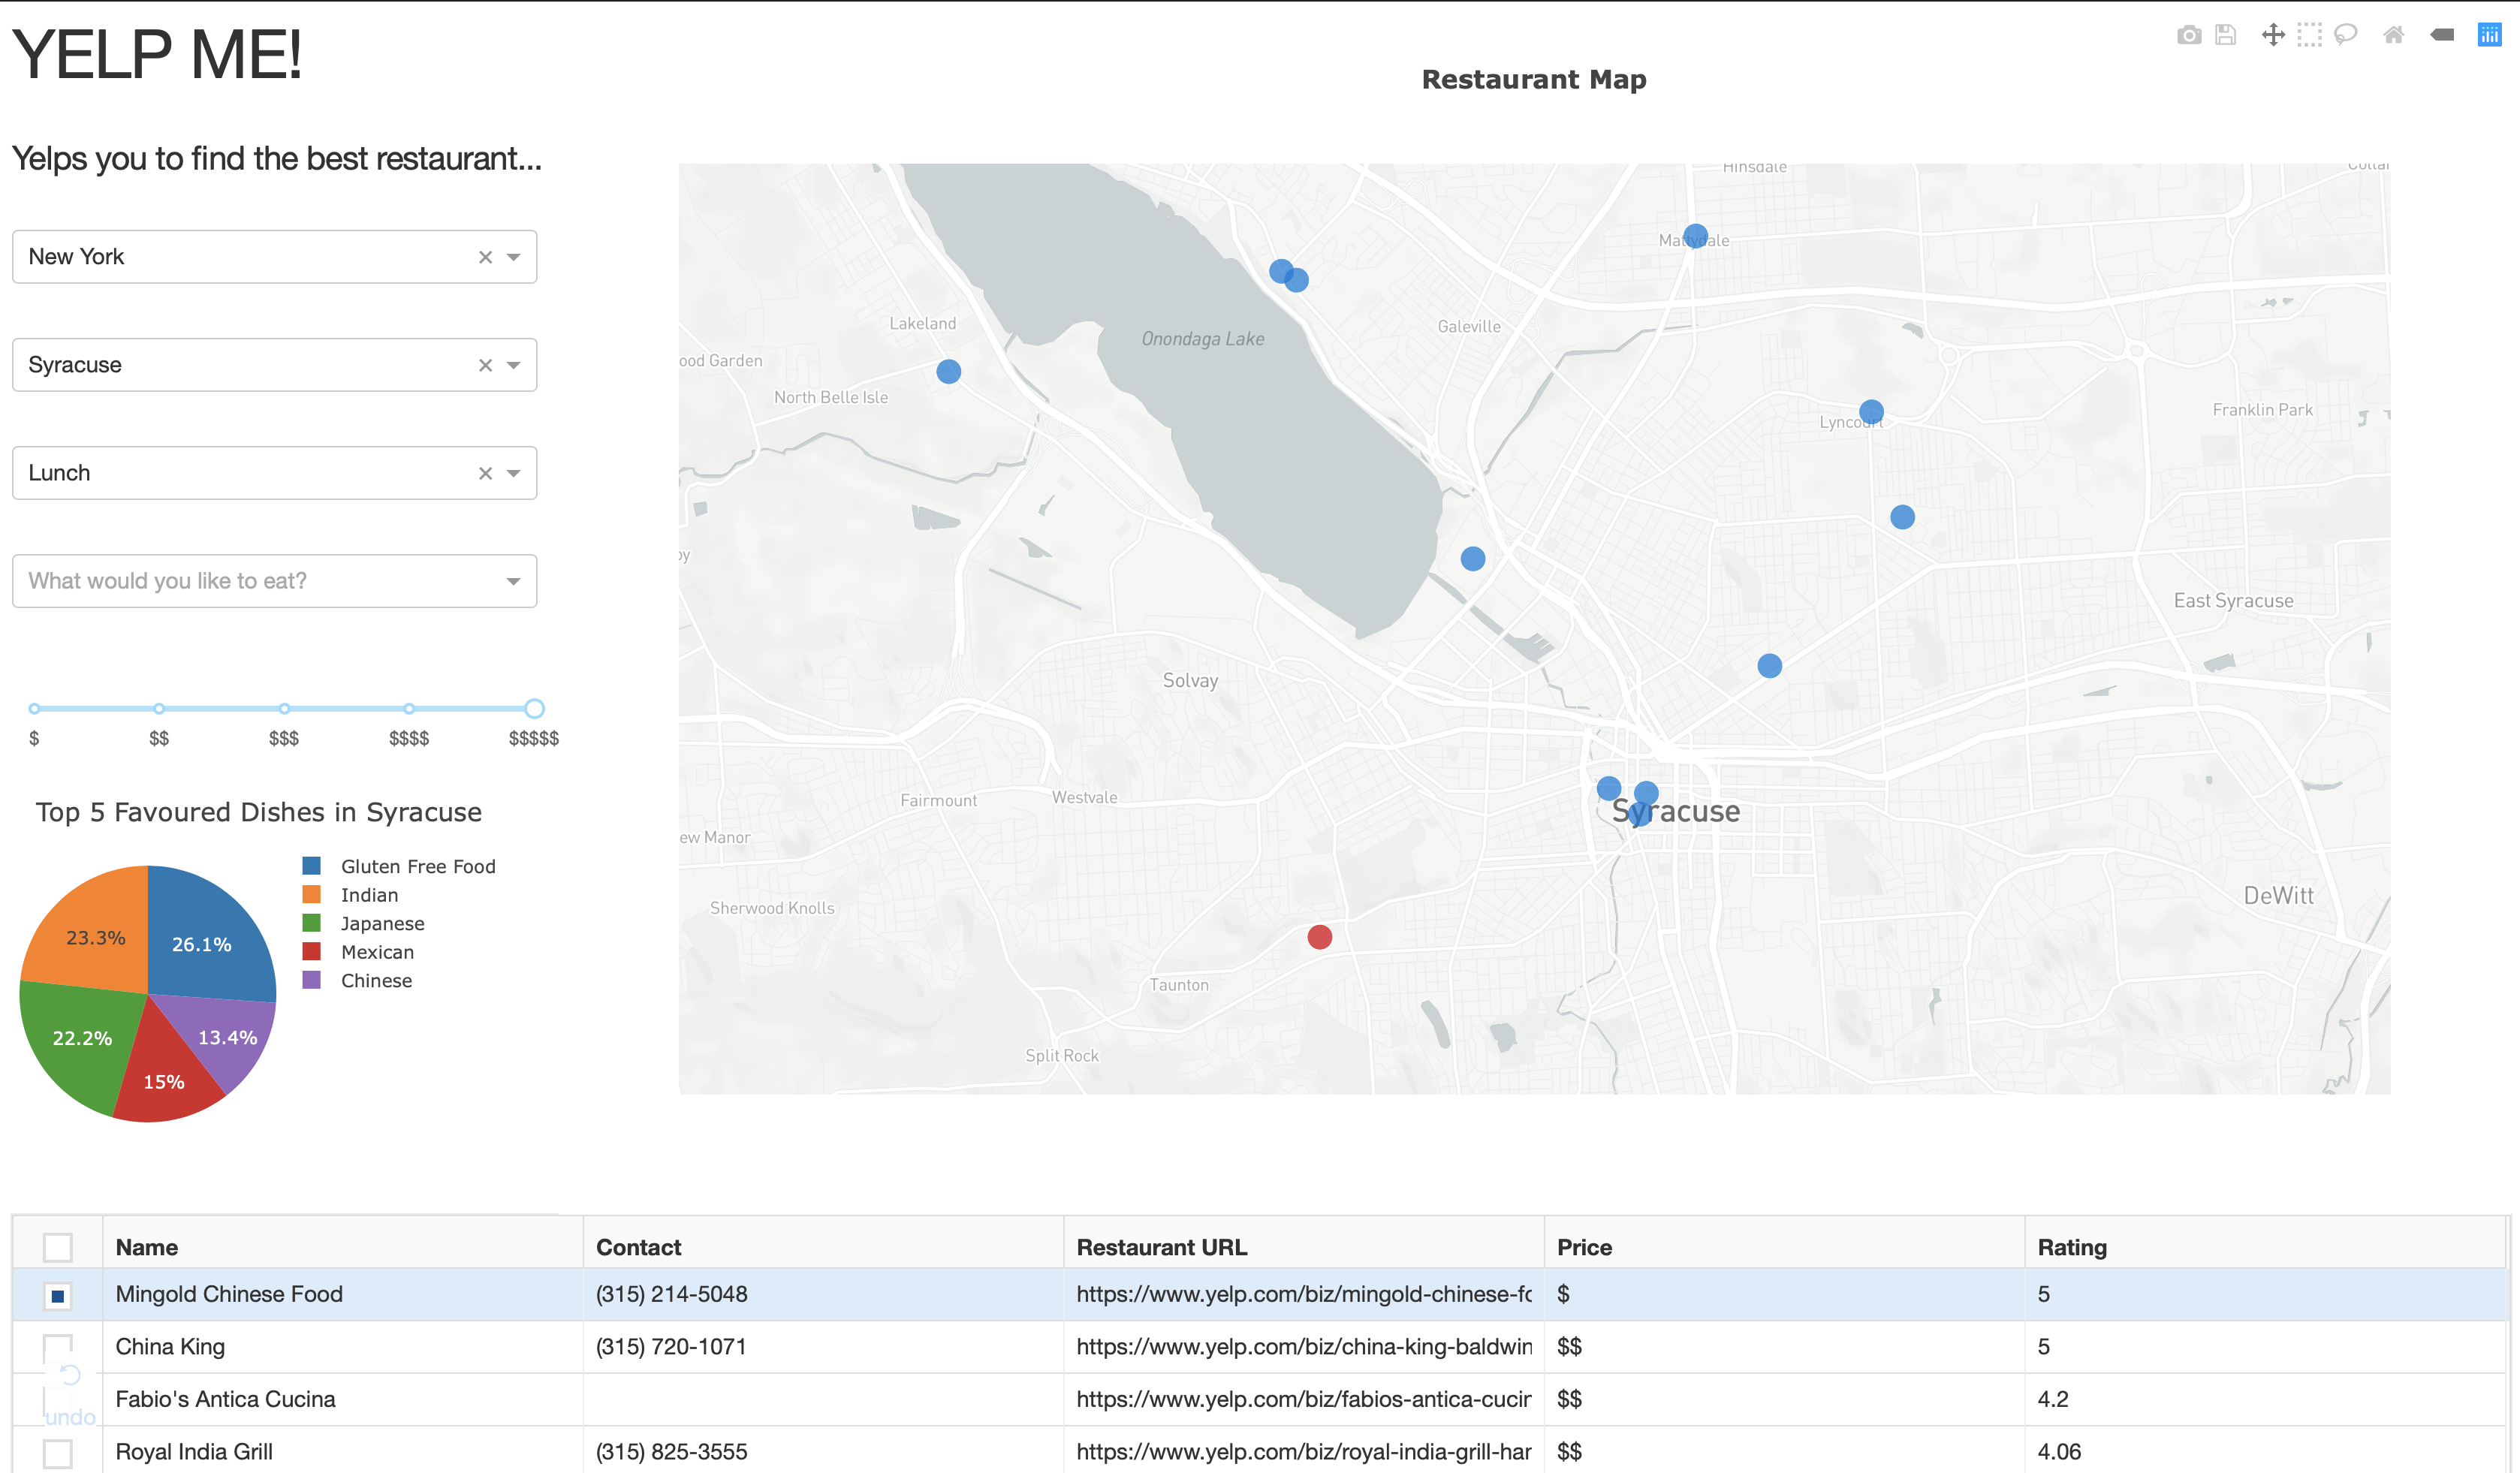 YELP ME!
Yelps you to find the best restaurant...
New York
Syracuse
Lunch
What would you like to eat?
$ $$ $$$ $$$$ $$$$$
Top 5 Favoured Dishes in Syracuse
Gluten Free Food
Indian
Japanese
Mexican
Chinese
23.3% 26.1%
22.2% 13.4%
15%
Restaurant Map
Hinsdale
Mattydale
Lakeland
Onondaga Lake
Galeville
ood Garden
North Belle Isle
Franklin Park
Lyncourt
East Syracuse
Solvay
Fairmount
Westvale
Syracuse
ew Manor
DeWitt
Sherwood Knolls
Taunton
Split Rock
Name Contact Restaurant URL Price Rating
Mingold Chinese Food (315) 214-5048 https://www.yelp.com/biz/mingold-chinese-fo $ 5
China King (315) 720-1071 https://www.yelp.com/biz/china-king-baldwin $$ 5
Fabio's Antica Cucina https://www.yelp.com/biz/fabios-antica-cucin $$ 4.2
undo
Royal India Grill (315) 825-3555 https://www.yelp.com/biz/royal-india-grill-har $$ 4.06